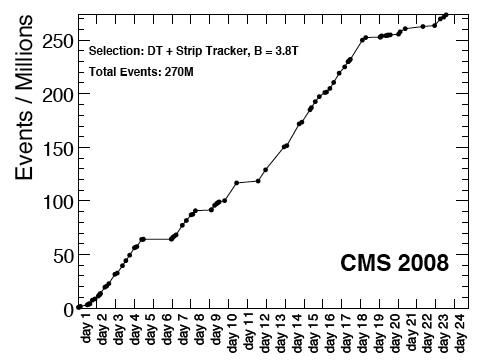 Events / Millions
250
200
150
100
50
0
Selection: DT + Strip Tracker, B = 3.8T
Total Events: 270M
CMS 2008
day 1
day 2
day 3
day 4
day 5
day 6
day 7
day 8
day 9
day 10
day 11
day 12
day 13
day 14
day 15
day 16
day 17
day 18
day 19
day 20
day 21
day 22
day 23
day 24